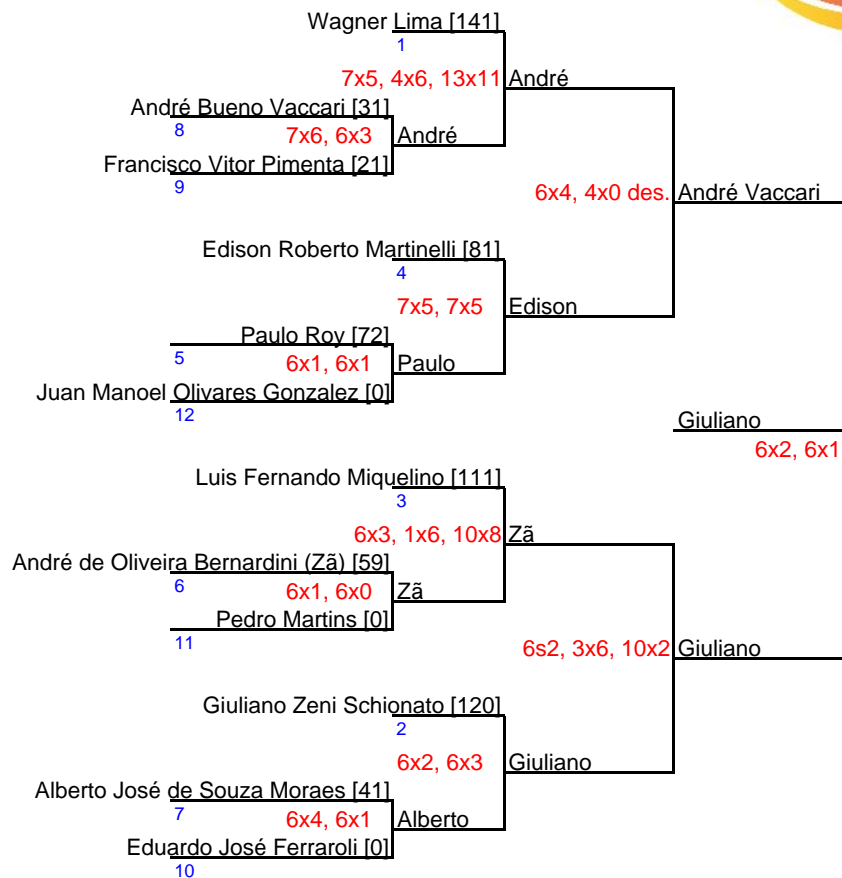 Wagner Lima [141]
1
7x5, 4x6, 13x11 André
André Bueno Vaccari [31]
8
7x6, 6x3 André
Francisco Vitor Pimenta [21]
9
6x4, 4x0 des. André Vaccari
Edison Roberto Martinelli [81]
4
7x5, 7x5 Edison
Paulo Roy [72]
5
6x1, 6x1 Paulo
Juan Manoel Olivares Gonzalez [0]
12
Giuliano
6x2, 6x1
Luis Fernando Miquelino [111]
3
6x3, 1x6, 10x8 Zã
André de Oliveira Bernardini (Zã) [59]
6
6x1, 6x0 Zã
Pedro Martins [0]
11
6s2, 3x6, 10x2 Giuliano
Giuliano Zeni Schionato [120]
2
6x2, 6x3 Giuliano
Alberto José de Souza Moraes [41]
7
6x4, 6x1 Alberto
Eduardo José Ferraroli [0]
10